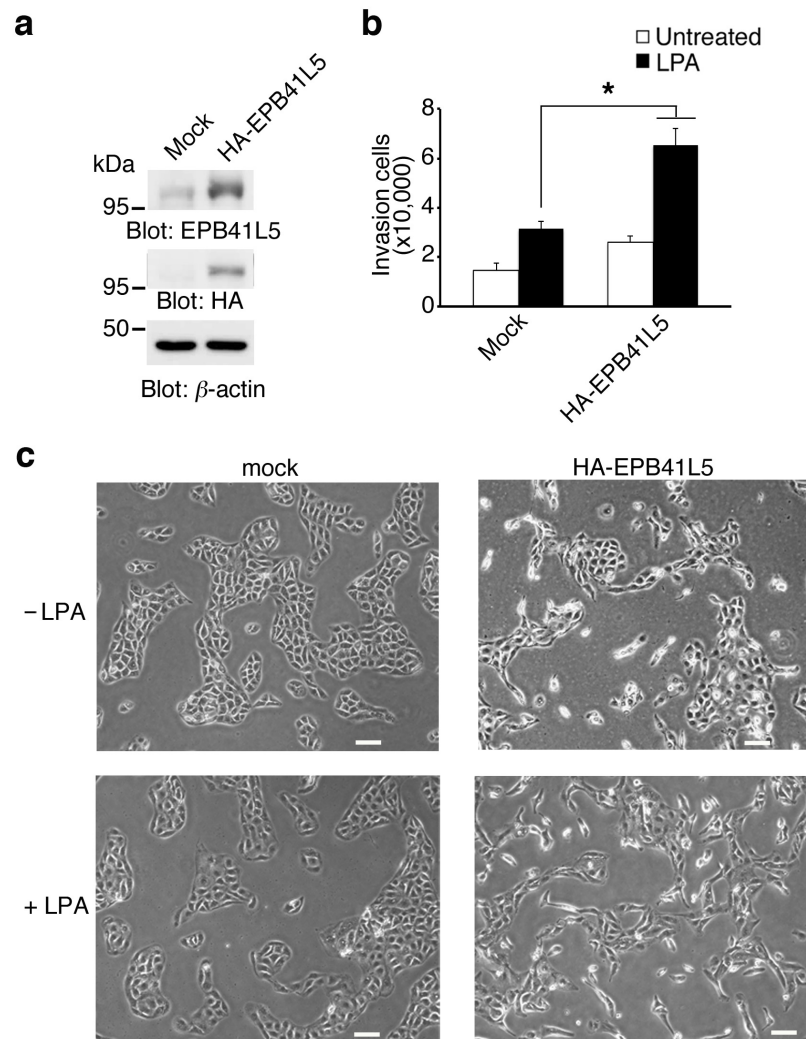 a
Mock
HA-EPB41L5
kDa
95
Blot: EPB41L5
95
Blot: HA
50
Blot: β-actin
b
Untreated
LPA
*
8
6
4
2
0
Invasion cells
(x10,000)
Mock
HA-EPB41L5
c
mock
HA-EPB41L5
– LPA
+ LPA